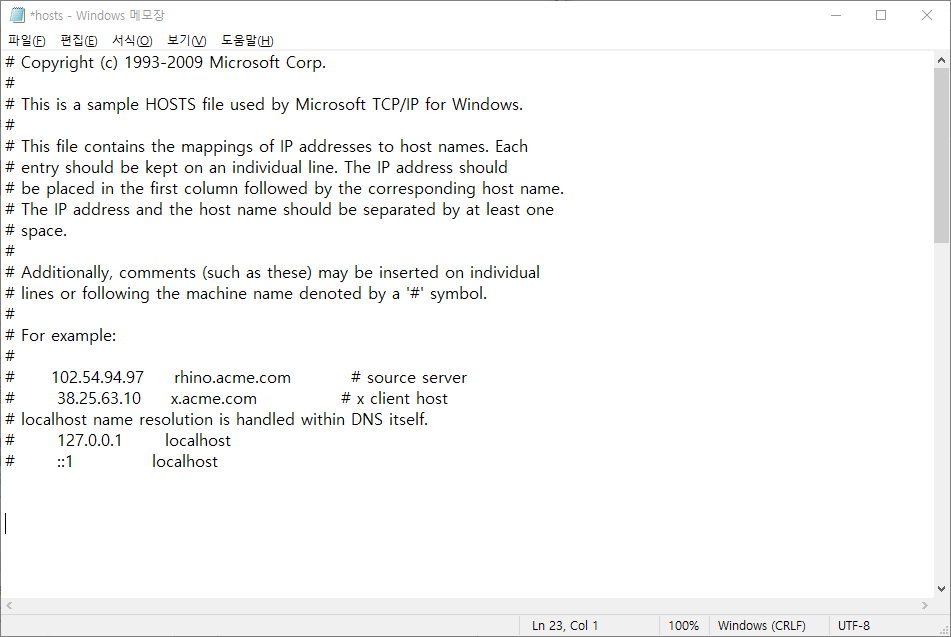 *hosts - Windows 메모장
파일(F) 편집(E) 서식(O) 보기(V) 도움말(H)
# Copyright (c) 1993-2009 Microsoft Corp.
#
# This is a sample HOSTS file used by Microsoft TCP/IP for Windows.
#
# This file contains the mappings of IP addresses to host names. Each
# entry should be kept on an individual line. The IP address should
# be placed in the first column followed by the corresponding host name.
# The IP address and the host name should be separated by at least one
# space.
#
# Additionally, comments (such as these) may be inserted on individual
# lines or following the machine name denoted by a '#' symbol.
#
# For example:
#
#      102.54.94.97     rhino.acme.com          # source server
#       38.25.63.10     x.acme.com              # x client host
# localhost name resolution is handled within DNS itself.
#       127.0.0.1       localhost
#       ::1             localhost
Ln 23, Col 1 100% Windows (CRLF) UTF-8